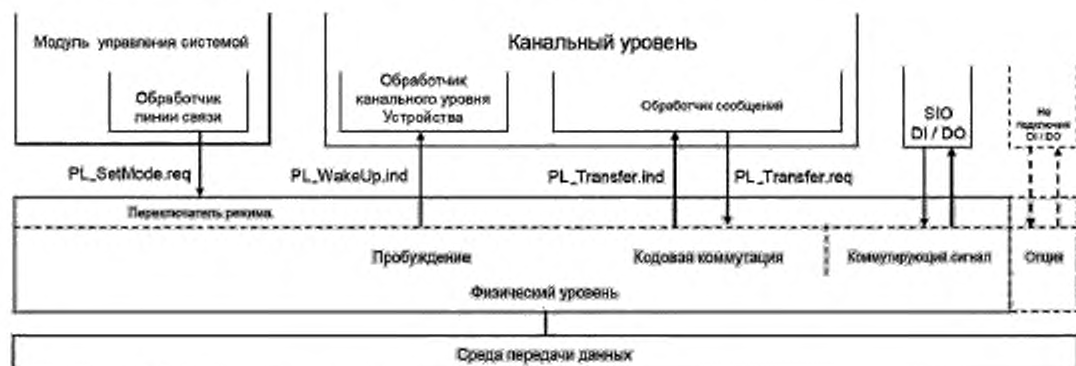 Модуль управления системой
Канальный уровень
Обработчик
линии связи
Обработчик
канального уровня
Устройства
Обработчик сообщений
SIO
DI / DO
Не
подключен
DI / DO
PL_SetMode.req
PL_WakeUp.ind
PL_Transfer.ind
PL_Transfer.req
Переключатель режима
Пробуждение
Кодовая коммутация
Коммутирующий сигнал
Опция
Физический уровень
Среда передачи данных